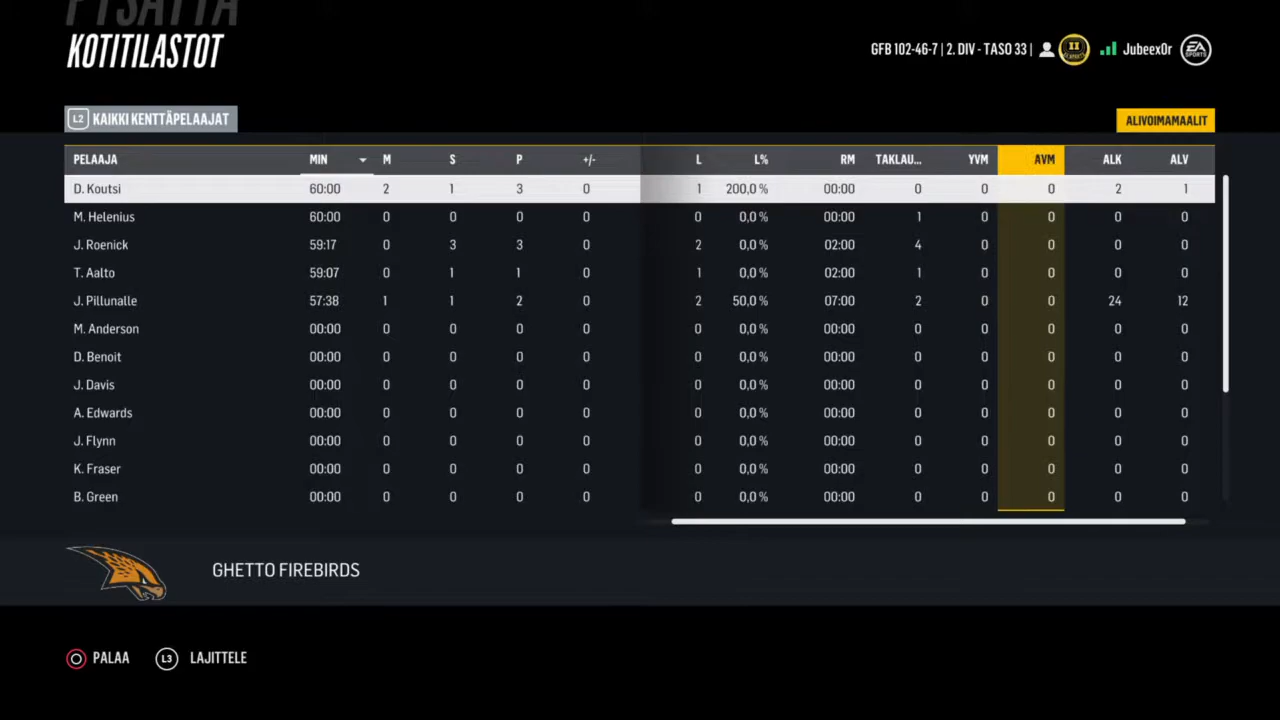 PYSÄYTÄ
KOTITILASTOT
GFB 102-46-7 | 2. DIV - TASO 33 | II Jubeex0r EA SPORTS
L2 KAIKKI KENTTÄPELAAJAT
ALIVOIMAMAALIT
PELAAJA MIN M S P +/- L L% RM TAKLAU... YVM AVM ALK ALV
D. Koutsi 60:00 2 1 3 0 1 200,0 % 00:00 0 0 0 2 1
M. Helenius 60:00 0 0 0 0 0 0,0 % 00:00 1 0 0 0 0
J. Roenick 59:17 0 3 3 0 2 0,0 % 02:00 4 0 0 0 0
T. Aalto 59:07 0 1 1 0 1 0,0 % 02:00 1 0 0 0 0
J. Pillunalle 57:38 1 1 2 0 2 50,0 % 07:00 2 0 0 24 12
M. Anderson 00:00 0 0 0 0 0 0,0 % 00:00 0 0 0 0 0
D. Benoit 00:00 0 0 0 0 0 0,0 % 00:00 0 0 0 0 0
J. Davis 00:00 0 0 0 0 0 0,0 % 00:00 0 0 0 0 0
A. Edwards 00:00 0 0 0 0 0 0,0 % 00:00 0 0 0 0 0
J. Flynn 00:00 0 0 0 0 0 0,0 % 00:00 0 0 0 0 0
K. Fraser 00:00 0 0 0 0 0 0,0 % 00:00 0 0 0 0 0
B. Green 00:00 0 0 0 0 0 0,0 % 00:00 0 0 0 0 0
GHETTO FIREBIRDS
PALAA L3 LAJITTELE